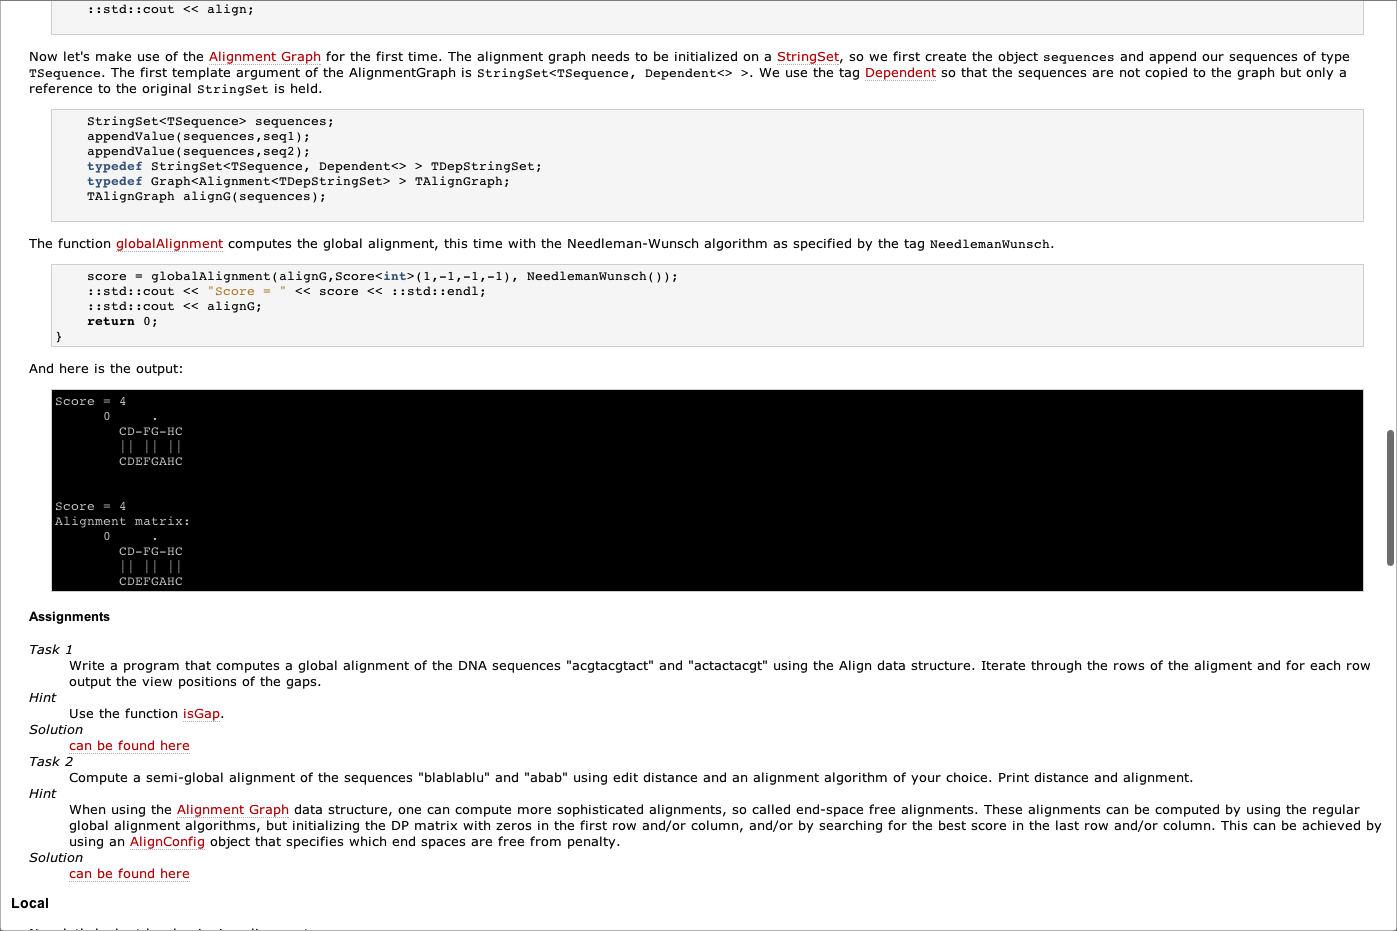 ::std::cout << align;
Now let's make use of the Alignment Graph for the first time. The alignment graph needs to be initialized on a StringSet, so we first create the object sequences and append our sequences of type
TSequence. The first template argument of the AlignmentGraph is StringSet<TSequence, Dependent<> >. We use the tag Dependent so that the sequences are not copied to the graph but only a
reference to the original StringSet is held.
StringSet<TSequence> sequences;
appendValue(sequences,seq1);
appendValue(sequences,seq2);
typedef StringSet<TSequence, Dependent<> > TDepStringSet;
typedef Graph<Alignment<TDepStringSet> > TAlignGraph;
TAlignGraph alignG(sequences);
The function globalAlignment computes the global alignment, this time with the Needleman-Wunsch algorithm as specified by the tag NeedlemanWunsch.
score = globalAlignment(alignG,Score<int>(1,-1,-1,-1), NeedlemanWunsch());
::std::cout << "Score = " << score << ::std::endl;
::std::cout << alignG;
return 0;
}
And here is the output:
Score = 4
0     .
CD-FG-HC
|| || ||
CDEFGAHC
Score = 4
Alignment matrix:
0     .
CD-FG-HC
|| || ||
CDEFGAHC
Assignments
Task 1
Write a program that computes a global alignment of the DNA sequences "acgtacgtact" and "actactacgt" using the Align data structure. Iterate through the rows of the aligment and for each row
output the view positions of the gaps.
Hint
Use the function isGap.
Solution
can be found here
Task 2
Compute a semi-global alignment of the sequences "blablablu" and "abab" using edit distance and an alignment algorithm of your choice. Print distance and alignment.
Hint
When using the Alignment Graph data structure, one can compute more sophisticated alignments, so called end-space free alignments. These alignments can be computed by using the regular
global alignment algorithms, but initializing the DP matrix with zeros in the first row and/or column, and/or by searching for the best score in the last row and/or column. This can be achieved by
using an AlignConfig object that specifies which end spaces are free from penalty.
Solution
can be found here
Local